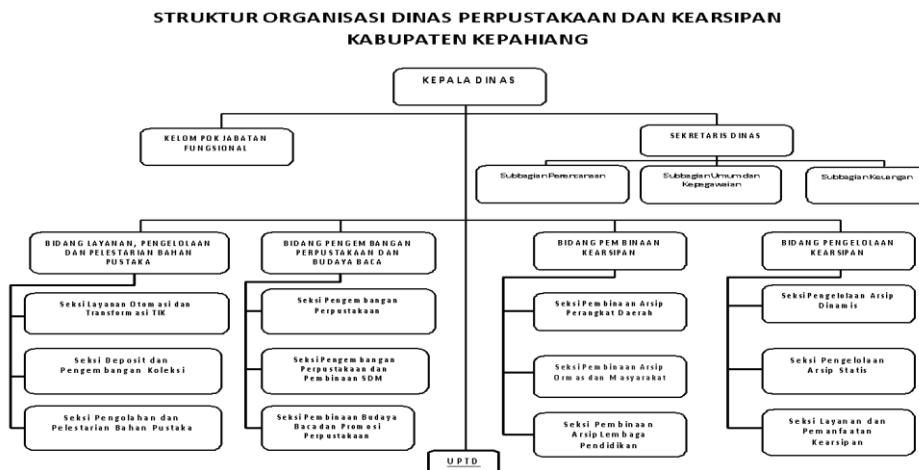 STRUKTUR ORGANISASI DINAS PERPUSTAKAAN DAN KEARSIPAN
KABUPATEN KEPAHIANG
KEPALA DINAS
KELOMPOK JABATAN
FUNGSIONAL
SEKRETARIS DINAS
Subbagian Perencanaan
Subbagian Umum dan
Kepegawaian
Subbagian Keuangan
BIDANG LAYANAN, PENGELOLAAN
DAN PELESTARIAN BAHAN
PUSTAKA
Seksi Layanan Otomasi dan
Transformasi TIK
Seksi Deposit dan
Pengembangan Koleksi
Seksi Pengolahan dan
Pelestarian Bahan Pustaka
BIDANG PENGEMBANGAN
PERPUSTAKAAN DAN
BUDAYA BACA
Seksi Pengembangan
Perpustakaan
Seksi Pengembangan
Perpustakaan dan
Pembinaan SDM
Seksi Pembinaan Budaya
Baca dan Promosi
Perpustakaan
BIDANG PEMBINAAN
KEARSIPAN
Seksi Pembinaan Arsip
Perangkat Daerah
Seksi Pembinaan Arsip
Ormas dan Masyarakat
Seksi Pembinaan
Arsip Lembaga
Pendidikan
BIDANG PENGELOLAAN
KEARSIPAN
Seksi Pengelolaan Arsip
Dinamis
Seksi Pengelolaan
Arsip Statis
Seksi Layanan dan
Pemanfaatan
Kearsipan
UPTD